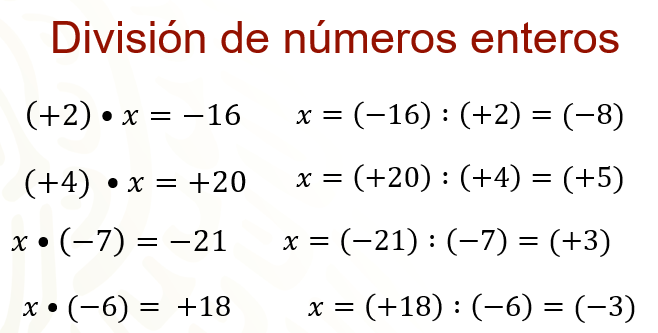 División de números enteros
(+2) • x = −16 x = (−16) : (+2) = (−8)
(+4) • x = +20 x = (+20) : (+4) = (+5)
x • (−7) = −21 x = (−21) : (−7) = (+3)
x • (−6) = +18 x = (+18) : (−6) = (−3)